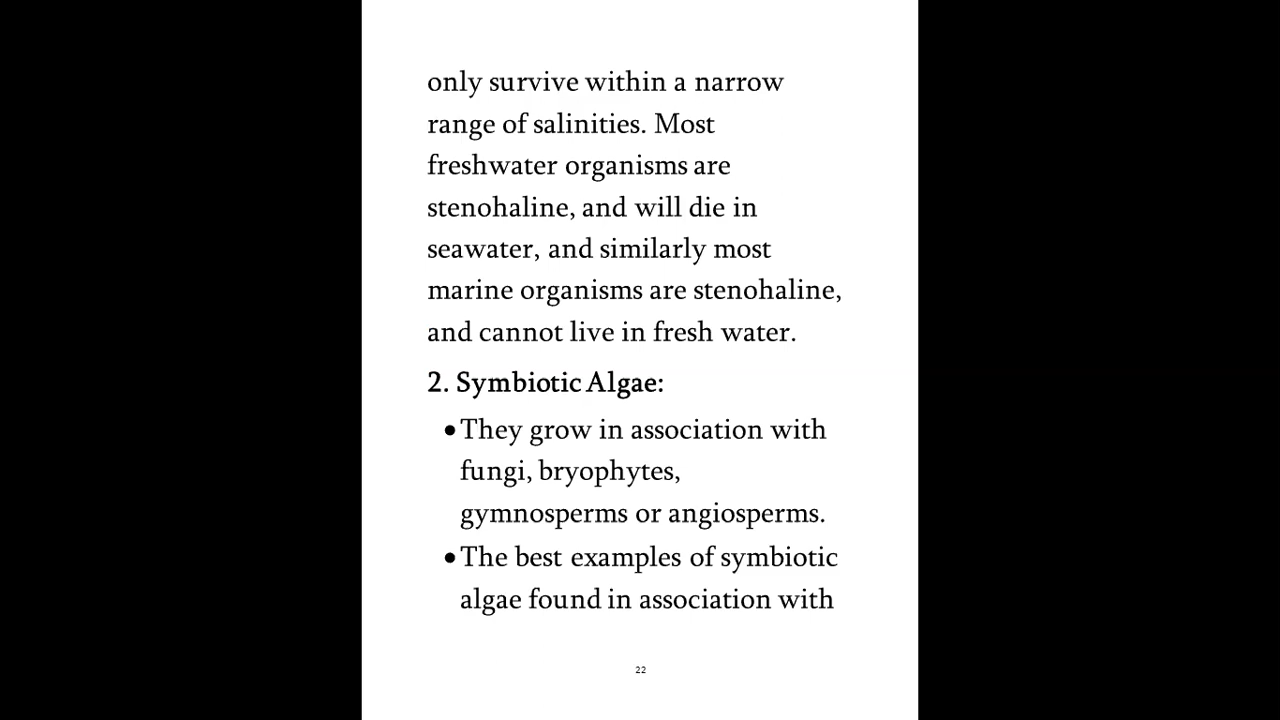 only survive within a narrow
range of salinities. Most
freshwater organisms are
stenohaline, and will die in
seawater, and similarly most
marine organisms are stenohaline,
and cannot live in fresh water.
2. Symbiotic Algae:
•They grow in association with
fungi, bryophytes,
gymnosperms or angiosperms.
•The best examples of symbiotic
algae found in association with
22